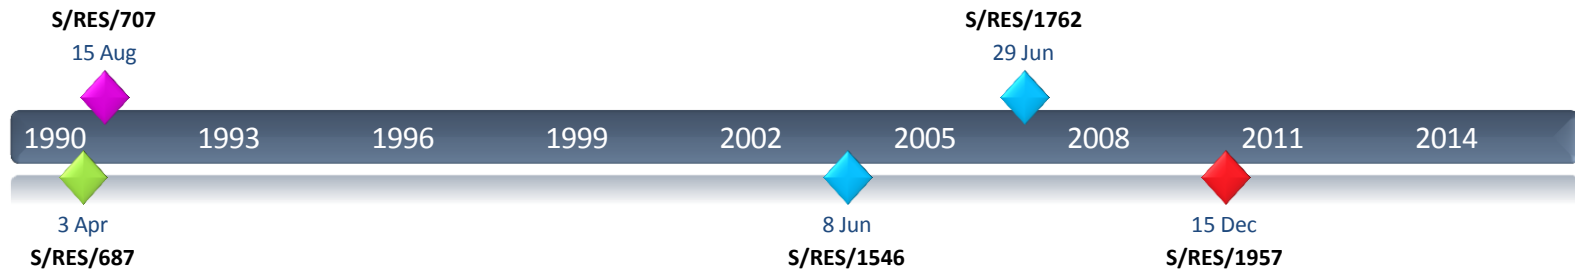 S/RES/707
15 Aug
S/RES/1762
29 Jun
1990 1993 1996 1999 2002 2005 2008 2011 2014
3 Apr
S/RES/687
8 Jun
S/RES/1546
15 Dec
S/RES/1957